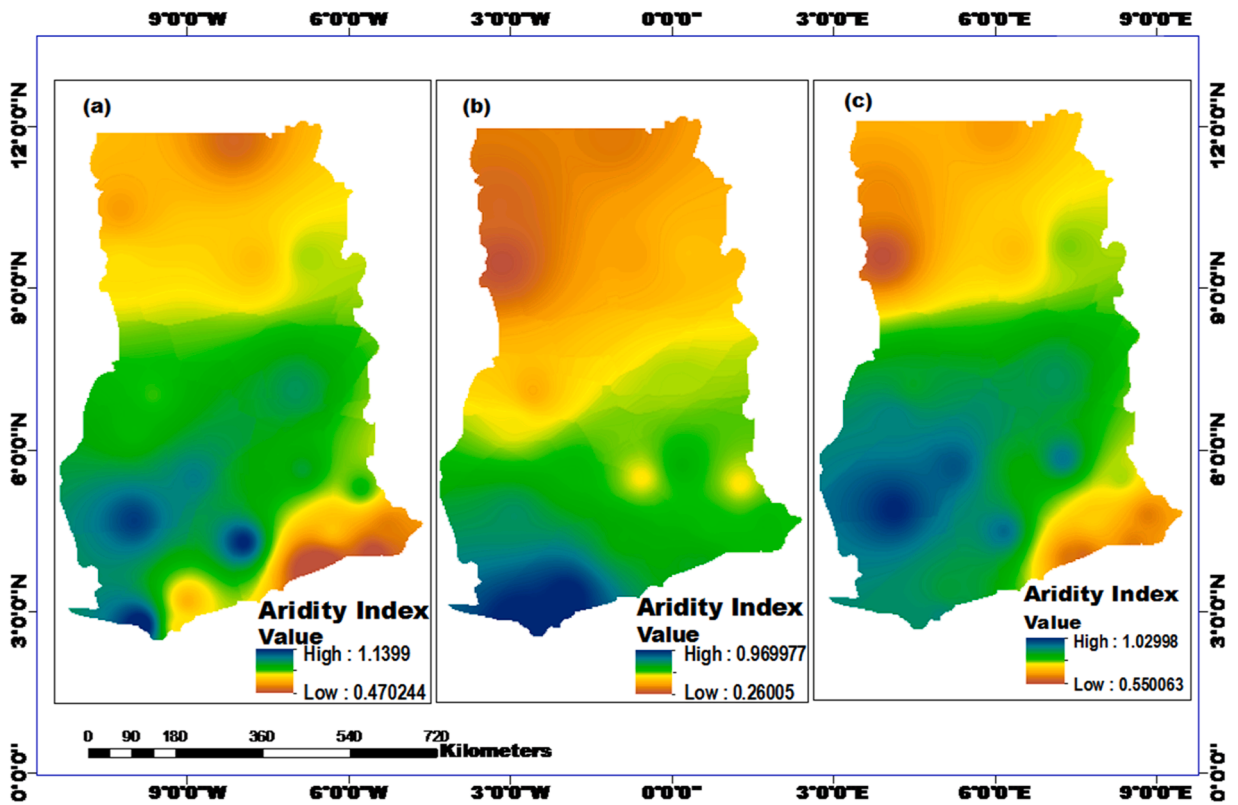 9°0'0"W 6°0'0"W 3°0'0"W 0°0'0" 3°0'0"E 6°0'0"E 9°0'0"E
(a) (b) (c)
12°0'0"N 12°0'0"N
9°0'0"N 9°0'0"N
6°0'0"N 6°0'0"N
3°0'0"N 3°0'0"N
0°0'0" 0°0'0"
Aridity Index
Value
High : 1.1399
Low : 0.470244
Aridity Index
Value
High : 0.969977
Low : 0.26005
Aridity Index
Value
High : 1.02998
Low : 0.550063
0 90 180 360 540 720
Kilometers
9°0'0"W 6°0'0"W 3°0'0"W 0°0'0" 3°0'0"E 6°0'0"E 9°0'0"E